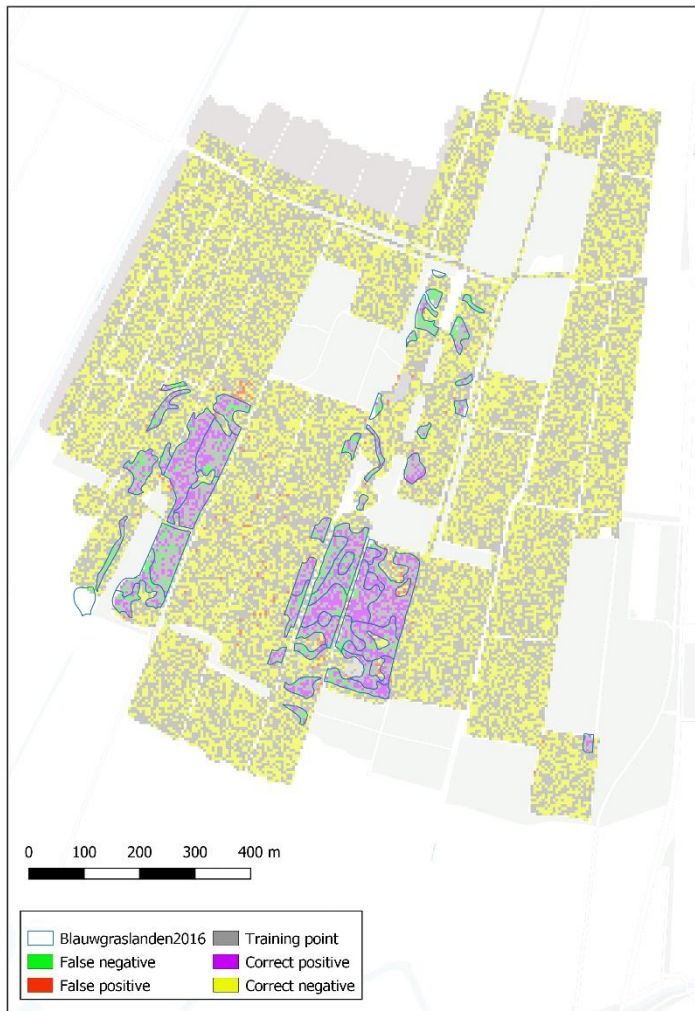 0 100 200 300 400 m
Blauwgraslanden2016 Training point
False negative Correct positive
False positive Correct negative